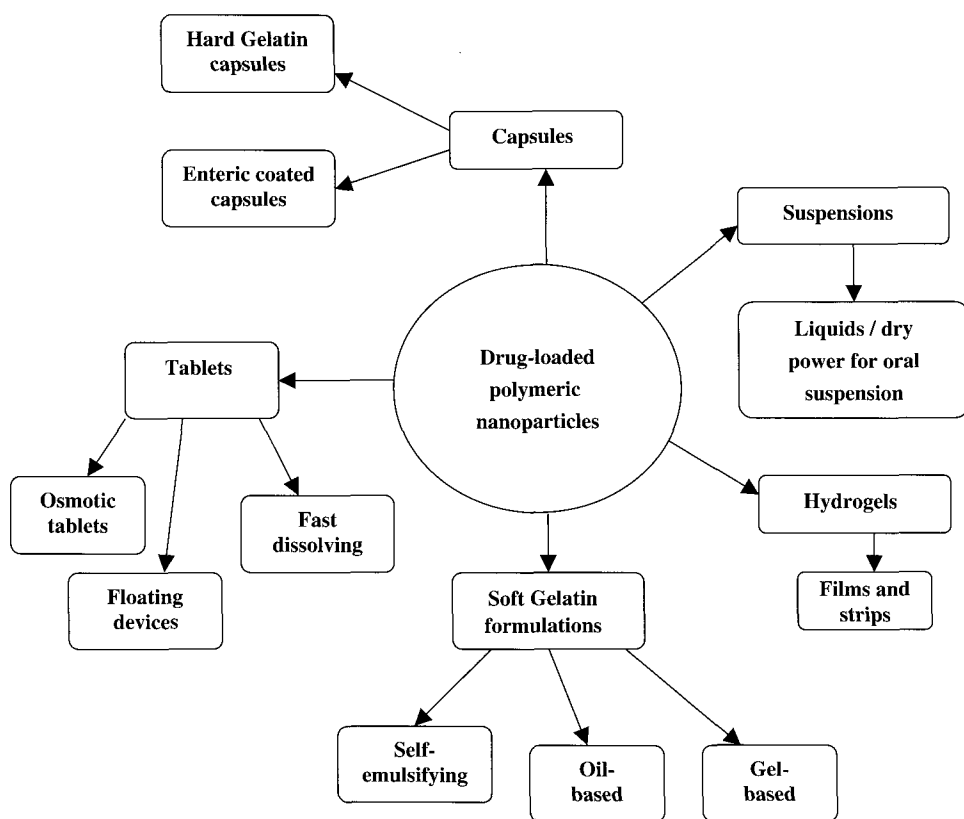 Hard Gelatin
capsules
Capsules
Enteric coated
capsules
Suspensions
Liquids / dry
power for oral
suspension
Drug-loaded
polymeric
nanoparticles
Tablets
Osmotic
tablets
Fast
dissolving
Floating
devices
Hydrogels
Films and
strips
Soft Gelatin
formulations
Self-
emulsifying
Oil-
based
Gel-
based